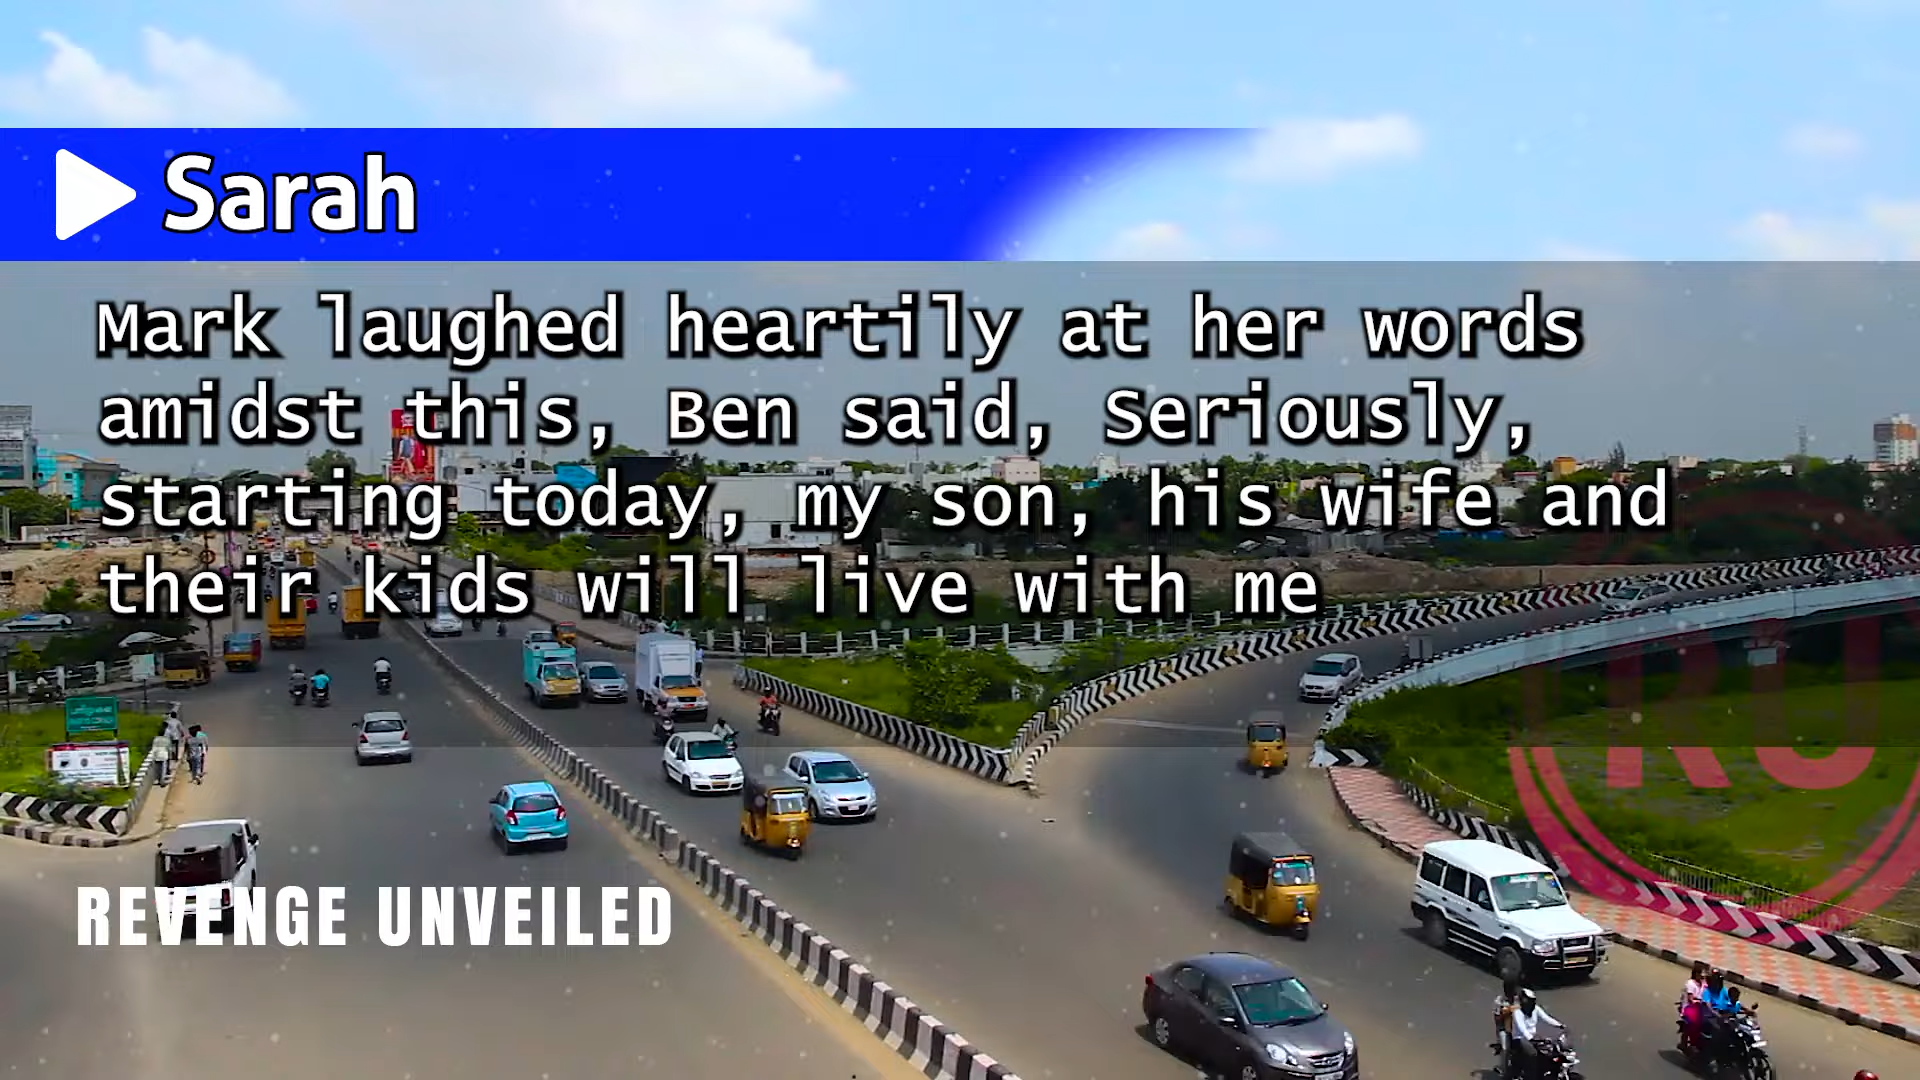 Sarah
Mark laughed heartily at her words
amidst this, Ben said, Seriously,
starting today, my son, his wife and
their kids will live with me
RU
REVENGE UNVEILED